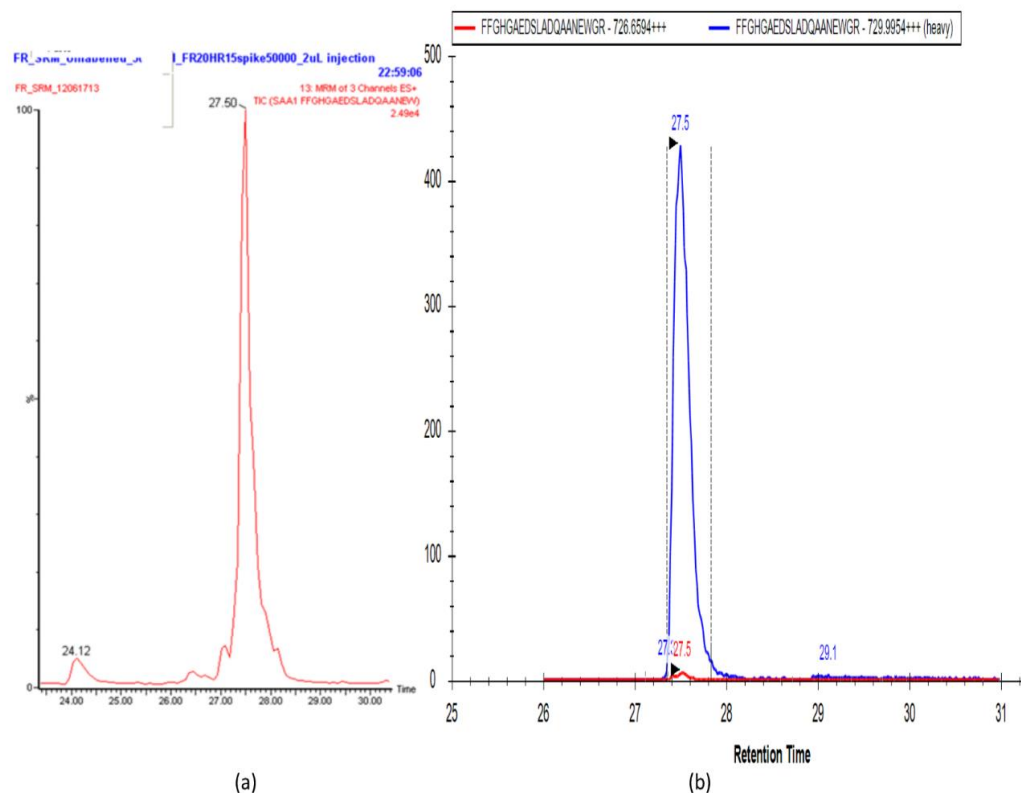 I_FR20HR15spike50000_2uL injection
22:59:06
FR_SRM_12061713
13: MRM of 3 Channels ES+
TIC (SAA1 FFGHGAEDSLADQAANEW)
2.49e4
100
27.50
%
24.12
0
Time
24.00 25.00 26.00 27.00 28.00 29.00 30.00
(a)
FFGHGAEDSLADQAANEWGR - 726.6594+++ FFGHGAEDSLADQAANEWGR - 729.9954+++ (heavy)
500
27.5
400
300
200
100
27.5
29.1
0
25 26 27 28 29 30 31
Retention Time
(b)